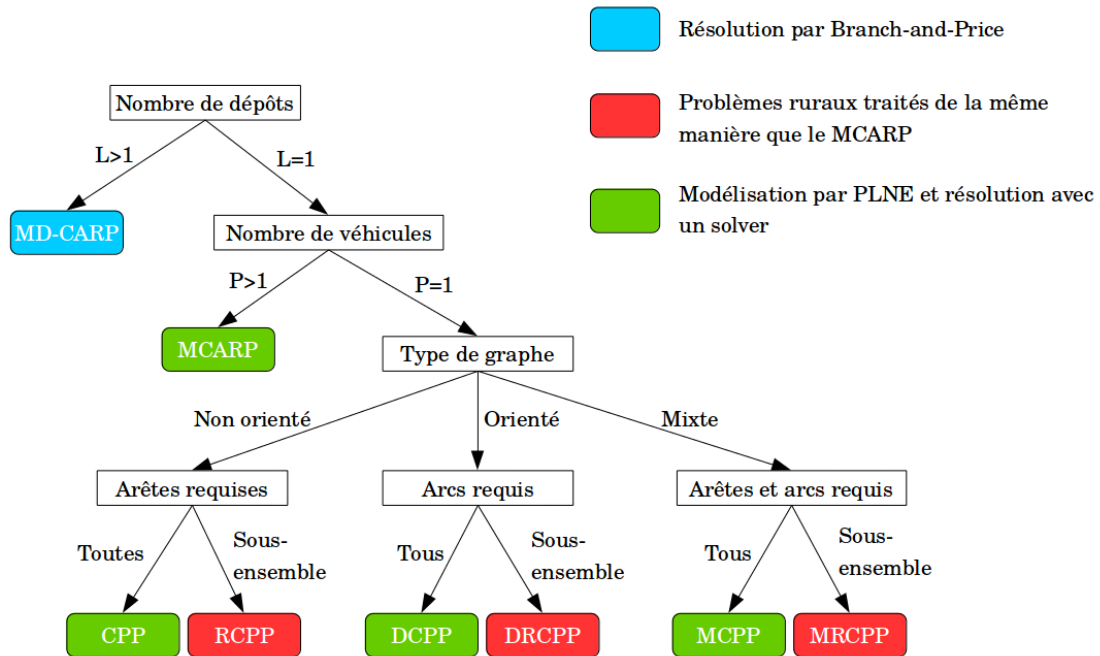 Résolution par Branch-and-Price
Problèmes ruraux traités de la même
manière que le MCARP
Modélisation par PLNE et résolution avec
un solver
Nombre de dépôts
L>1
L=1
MD-CARP
Nombre de véhicules
P>1
P=1
MCARP
Type de graphe
Non orienté
Orienté
Mixte
Arêtes requises
Arcs requis
Arêtes et arcs requis
Toutes
Sous-
ensemble
Tous
Sous-
ensemble
Tous
Sous-
ensemble
CPP
RCPP
DCPP
DRCPP
MCPP
MRCPP